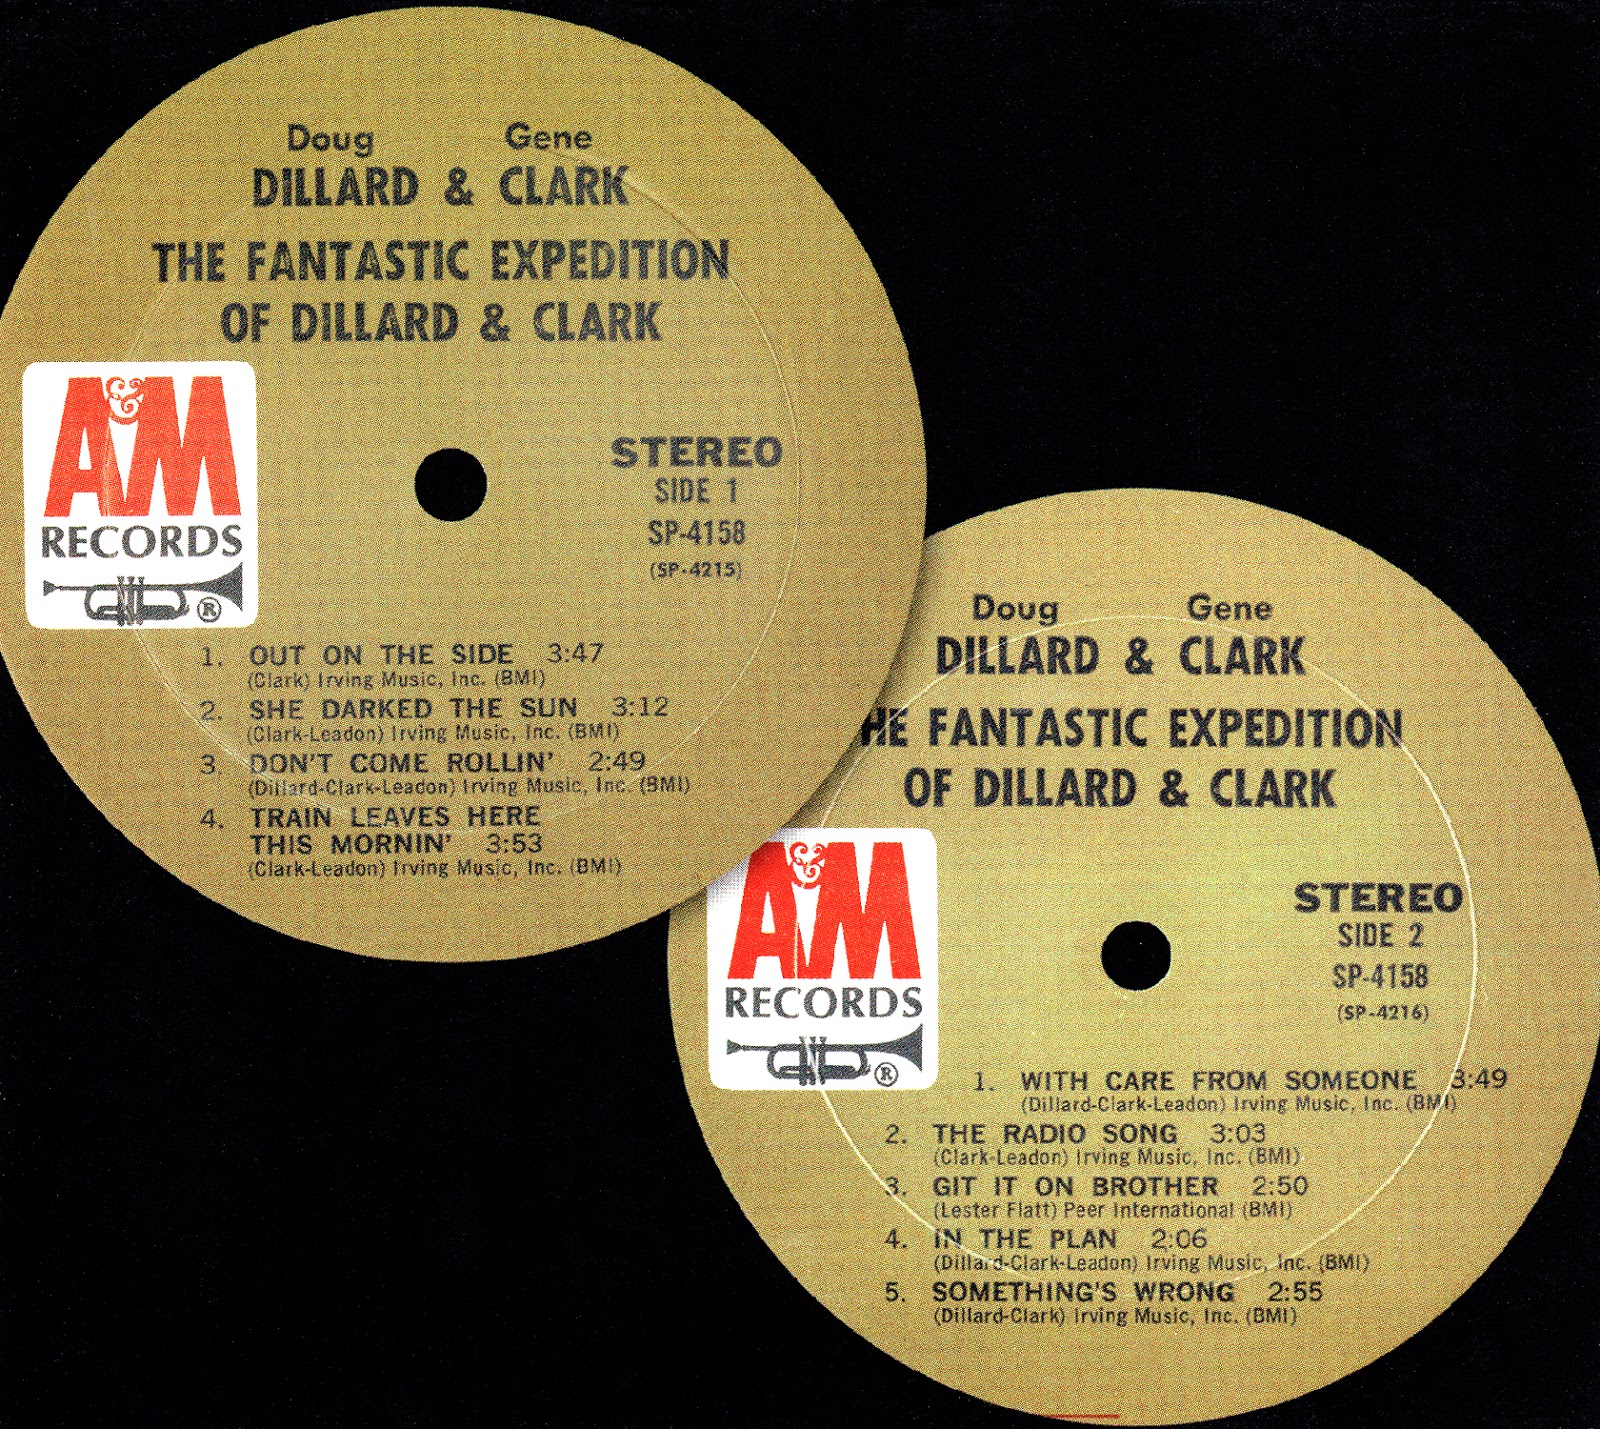 Doug Gene
DILLARD & CLARK
THE FANTASTIC EXPEDITION
OF DILLARD & CLARK
A&M
RECORDS
®
STEREO
SIDE 1
SP-4158
(SP-4215)
1. OUT ON THE SIDE 3:47
(Clark) Irving Music, Inc. (BMI)
2. SHE DARKED THE SUN 3:12
(Clark-Leadon) Irving Music, Inc. (BMI)
3. DON'T COME ROLLIN' 2:49
(Dillard-Clark-Leadon) Irving Music, Inc. (BMI)
4. TRAIN LEAVES HERE
THIS MORNIN' 3:53
(Clark-Leadon) Irving Music, Inc. (BMI)
Doug Gene
DILLARD & CLARK
HE FANTASTIC EXPEDITION
OF DILLARD & CLARK
A&M
RECORDS
®
STEREO
SIDE 2
SP-4158
(SP-4216)
1. WITH CARE FROM SOMEONE 3:49
(Dillard-Clark-Leadon) Irving Music, Inc. (BMI)
2. THE RADIO SONG 3:03
(Clark-Leadon) Irving Music, Inc. (BMI)
3. GIT IT ON BROTHER 2:50
(Lester Flatt) Peer International (BMI)
4. IN THE PLAN 2:06
(Dillard-Clark-Leadon) Irving Music, Inc. (BMI)
5. SOMETHING'S WRONG 2:55
(Dillard-Clark) Irving Music, Inc. (BMI)